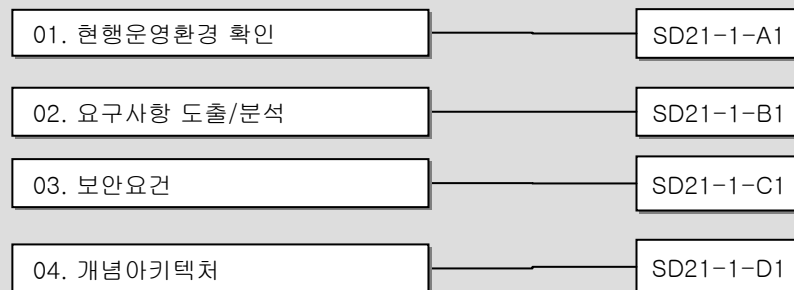 01. 현행운영환경 확인 SD21-1-A1
02. 요구사항 도출/분석 SD21-1-B1
03. 보안요건 SD21-1-C1
04. 개념아키텍처 SD21-1-D1